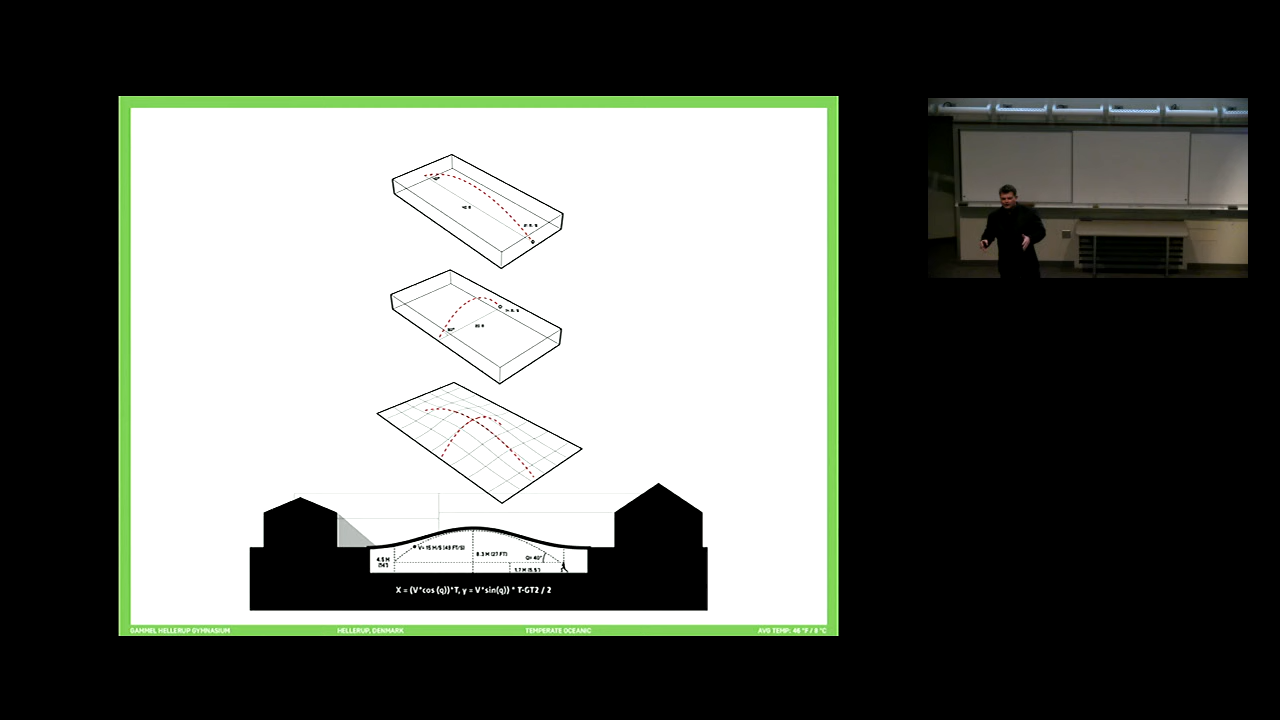 V= 15 M/S (49 FT/S)
8.3 M (27 FT)
Q= 40°
4.5 M
1.7 M (5.5')
X = (V*cos (q))*T, y = V*sin(q)) * T-GT2 / 2
GAMMEL HELLERUP GYMNASIUM
HELLERUP, DENMARK
TEMPERATE OCEANIC
AVG TEMP: 46 °F / 8 °C